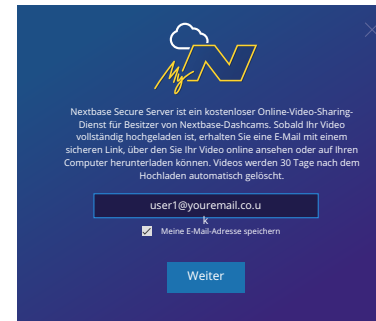 My N
Nextbase Secure Server ist ein kostenloser Online-Video-Sharing-
Dienst für Besitzer von Nextbase-Dashcams. Sobald Ihr Video
vollständig hochgeladen ist, erhalten Sie eine E-Mail mit einem
sicheren Link, über den Sie Ihr Video online ansehen oder auf Ihren
Computer herunterladen können. Videos werden 30 Tage nach dem
Hochladen automatisch gelöscht.
user1@youremail.co.u
k
Meine E-Mail-Adresse speichern
Weiter